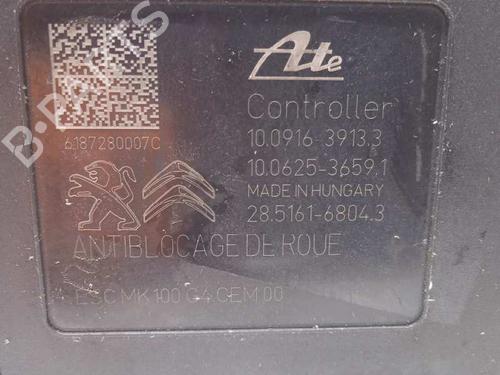 Ate
Controller
10.0916-3913.3
6187280007C
10.0625-3659.1
MADE IN HUNGARY
28.5161-6804.3
ANTIBLOCAGE DE ROUE
ESC MK 100 G4 CEM 00
B-PARTS